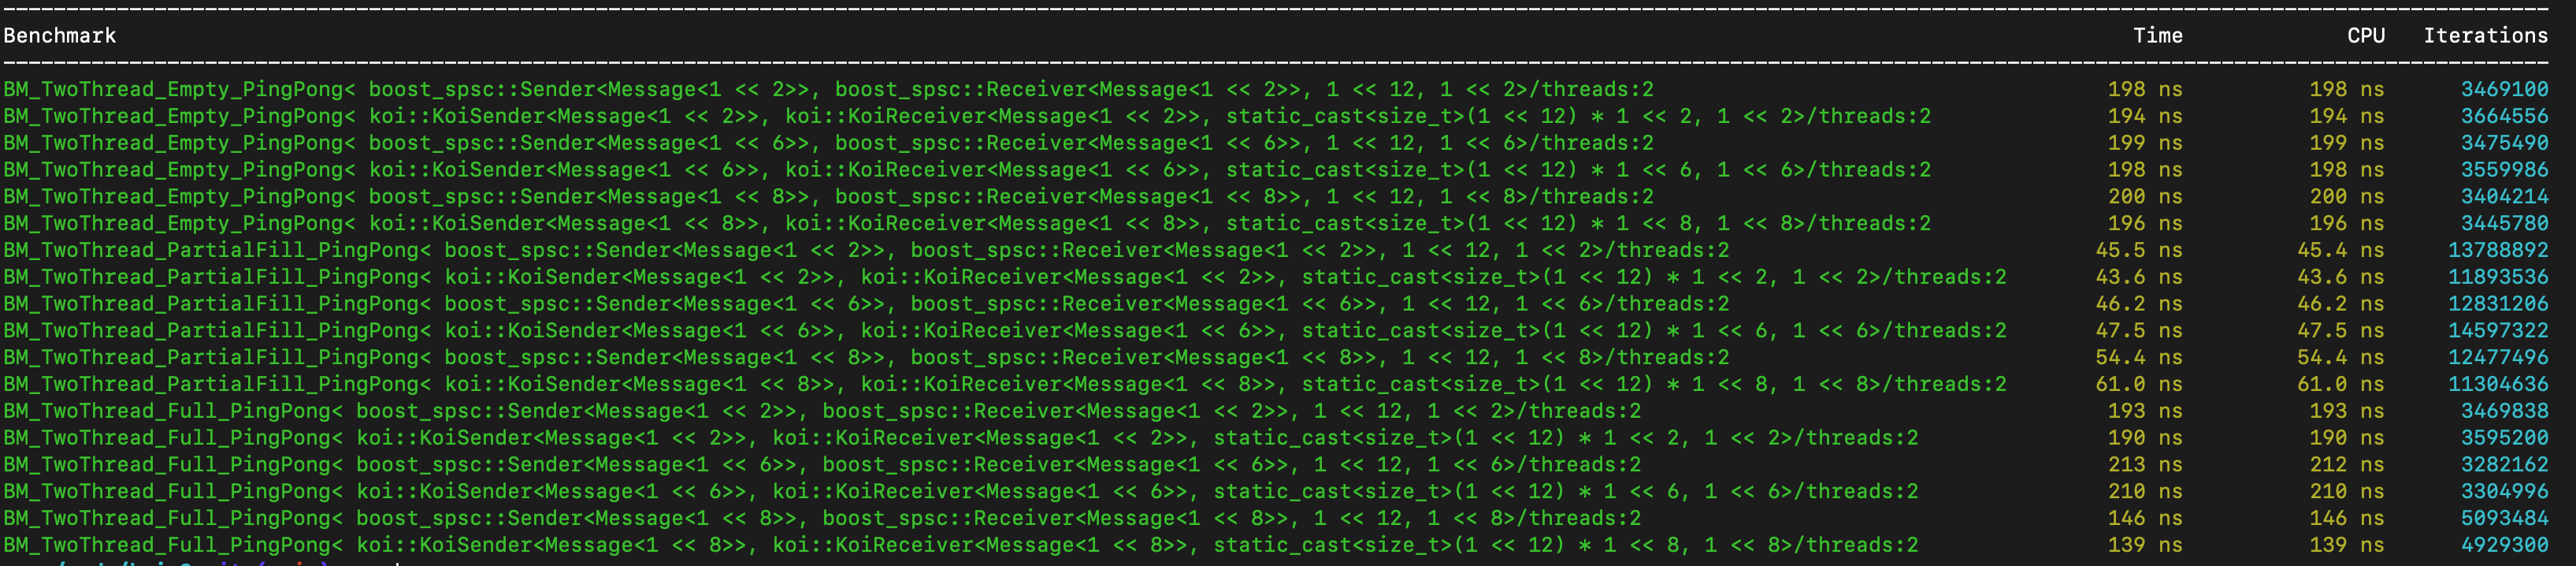 Benchmark Time CPU Iterations
BM_TwoThread_Empty_PingPong< boost_spsc::Sender<Message<1 << 2>>, boost_spsc::Receiver<Message<1 << 2>>, 1 << 12, 1 << 2>/threads:2 198 ns 198 ns 3469100
BM_TwoThread_Empty_PingPong< koi::KoiSender<Message<1 << 2>>, koi::KoiReceiver<Message<1 << 2>>, static_cast<size_t>(1 << 12) * 1 << 2, 1 << 2>/threads:2 194 ns 194 ns 3664556
BM_TwoThread_Empty_PingPong< boost_spsc::Sender<Message<1 << 6>>, boost_spsc::Receiver<Message<1 << 6>>, 1 << 12, 1 << 6>/threads:2 199 ns 199 ns 3475490
BM_TwoThread_Empty_PingPong< koi::KoiSender<Message<1 << 6>>, koi::KoiReceiver<Message<1 << 6>>, static_cast<size_t>(1 << 12) * 1 << 6, 1 << 6>/threads:2 198 ns 198 ns 3559986
BM_TwoThread_Empty_PingPong< boost_spsc::Sender<Message<1 << 8>>, boost_spsc::Receiver<Message<1 << 8>>, 1 << 12, 1 << 8>/threads:2 200 ns 200 ns 3404214
BM_TwoThread_Empty_PingPong< koi::KoiSender<Message<1 << 8>>, koi::KoiReceiver<Message<1 << 8>>, static_cast<size_t>(1 << 12) * 1 << 8, 1 << 8>/threads:2 196 ns 196 ns 3445780
BM_TwoThread_PartialFill_PingPong< boost_spsc::Sender<Message<1 << 2>>, boost_spsc::Receiver<Message<1 << 2>>, 1 << 12, 1 << 2>/threads:2 45.5 ns 45.4 ns 13788892
BM_TwoThread_PartialFill_PingPong< koi::KoiSender<Message<1 << 2>>, koi::KoiReceiver<Message<1 << 2>>, static_cast<size_t>(1 << 12) * 1 << 2, 1 << 2>/threads:2 43.6 ns 43.6 ns 11893536
BM_TwoThread_PartialFill_PingPong< boost_spsc::Sender<Message<1 << 6>>, boost_spsc::Receiver<Message<1 << 6>>, 1 << 12, 1 << 6>/threads:2 46.2 ns 46.2 ns 12831206
BM_TwoThread_PartialFill_PingPong< koi::KoiSender<Message<1 << 6>>, koi::KoiReceiver<Message<1 << 6>>, static_cast<size_t>(1 << 12) * 1 << 6, 1 << 6>/threads:2 47.5 ns 47.5 ns 14597322
BM_TwoThread_PartialFill_PingPong< boost_spsc::Sender<Message<1 << 8>>, boost_spsc::Receiver<Message<1 << 8>>, 1 << 12, 1 << 8>/threads:2 54.4 ns 54.4 ns 12477496
BM_TwoThread_PartialFill_PingPong< koi::KoiSender<Message<1 << 8>>, koi::KoiReceiver<Message<1 << 8>>, static_cast<size_t>(1 << 12) * 1 << 8, 1 << 8>/threads:2 61.0 ns 61.0 ns 11304636
BM_TwoThread_Full_PingPong< boost_spsc::Sender<Message<1 << 2>>, boost_spsc::Receiver<Message<1 << 2>>, 1 << 12, 1 << 2>/threads:2 193 ns 193 ns 3469838
BM_TwoThread_Full_PingPong< koi::KoiSender<Message<1 << 2>>, koi::KoiReceiver<Message<1 << 2>>, static_cast<size_t>(1 << 12) * 1 << 2, 1 << 2>/threads:2 190 ns 190 ns 3595200
BM_TwoThread_Full_PingPong< boost_spsc::Sender<Message<1 << 6>>, boost_spsc::Receiver<Message<1 << 6>>, 1 << 12, 1 << 6>/threads:2 213 ns 212 ns 3282162
BM_TwoThread_Full_PingPong< koi::KoiSender<Message<1 << 6>>, koi::KoiReceiver<Message<1 << 6>>, static_cast<size_t>(1 << 12) * 1 << 6, 1 << 6>/threads:2 210 ns 210 ns 3304996
BM_TwoThread_Full_PingPong< boost_spsc::Sender<Message<1 << 8>>, boost_spsc::Receiver<Message<1 << 8>>, 1 << 12, 1 << 8>/threads:2 146 ns 146 ns 5093484
BM_TwoThread_Full_PingPong< koi::KoiSender<Message<1 << 8>>, koi::KoiReceiver<Message<1 << 8>>, static_cast<size_t>(1 << 12) * 1 << 8, 1 << 8>/threads:2 139 ns 139 ns 4929300